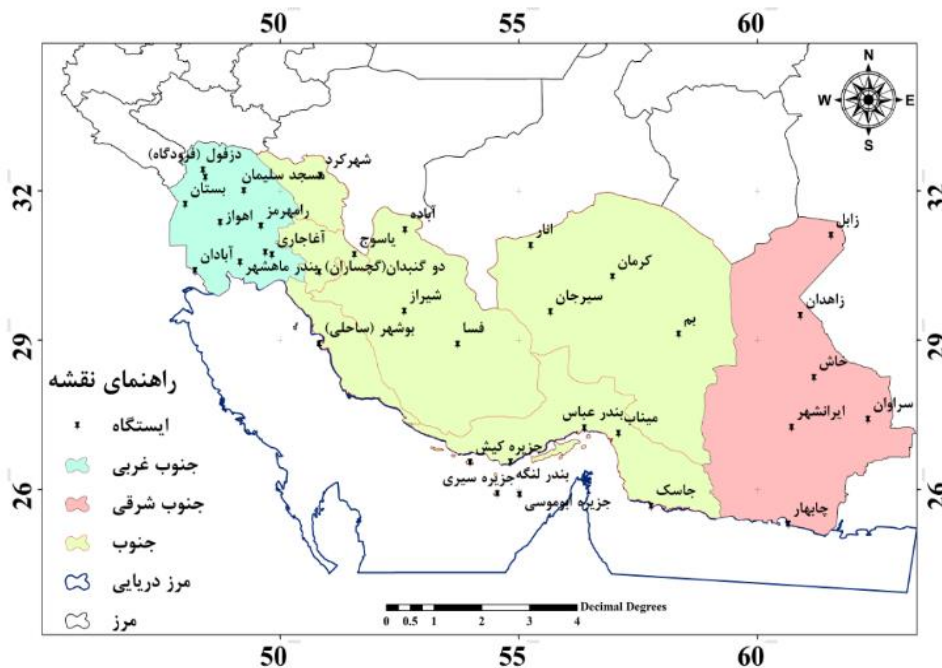 50 55 60
N
W E
S
دزفول (فزودگاه)
شهرکرد
مسجد سلیمان
32 32
بستان
رامهرمز
اهواز
آباده
زابل
آغاجاری
یاسوج
انار
آبادان
بندر ماهشهر
دو گنبدان(گچساران)
کرمان
شیراز
سیرجان
زاهدان
بوشهر (ساحلی)
فسا
بم
29 29
خاش
سراوان
ایرانشهر
بندر عباس
میناب
جزیره کیش
بندر لنگه
جزیره سیری
جزیره ابوموسی
جاسک
26 26
چابهار
راهنمای نقشه
ایستگاه
جنوب غربی
جنوب شرقی
جنوب
مرز دریایی
مرز
Decimal Degrees
0 0.5 1 2 3 4
50 55 60